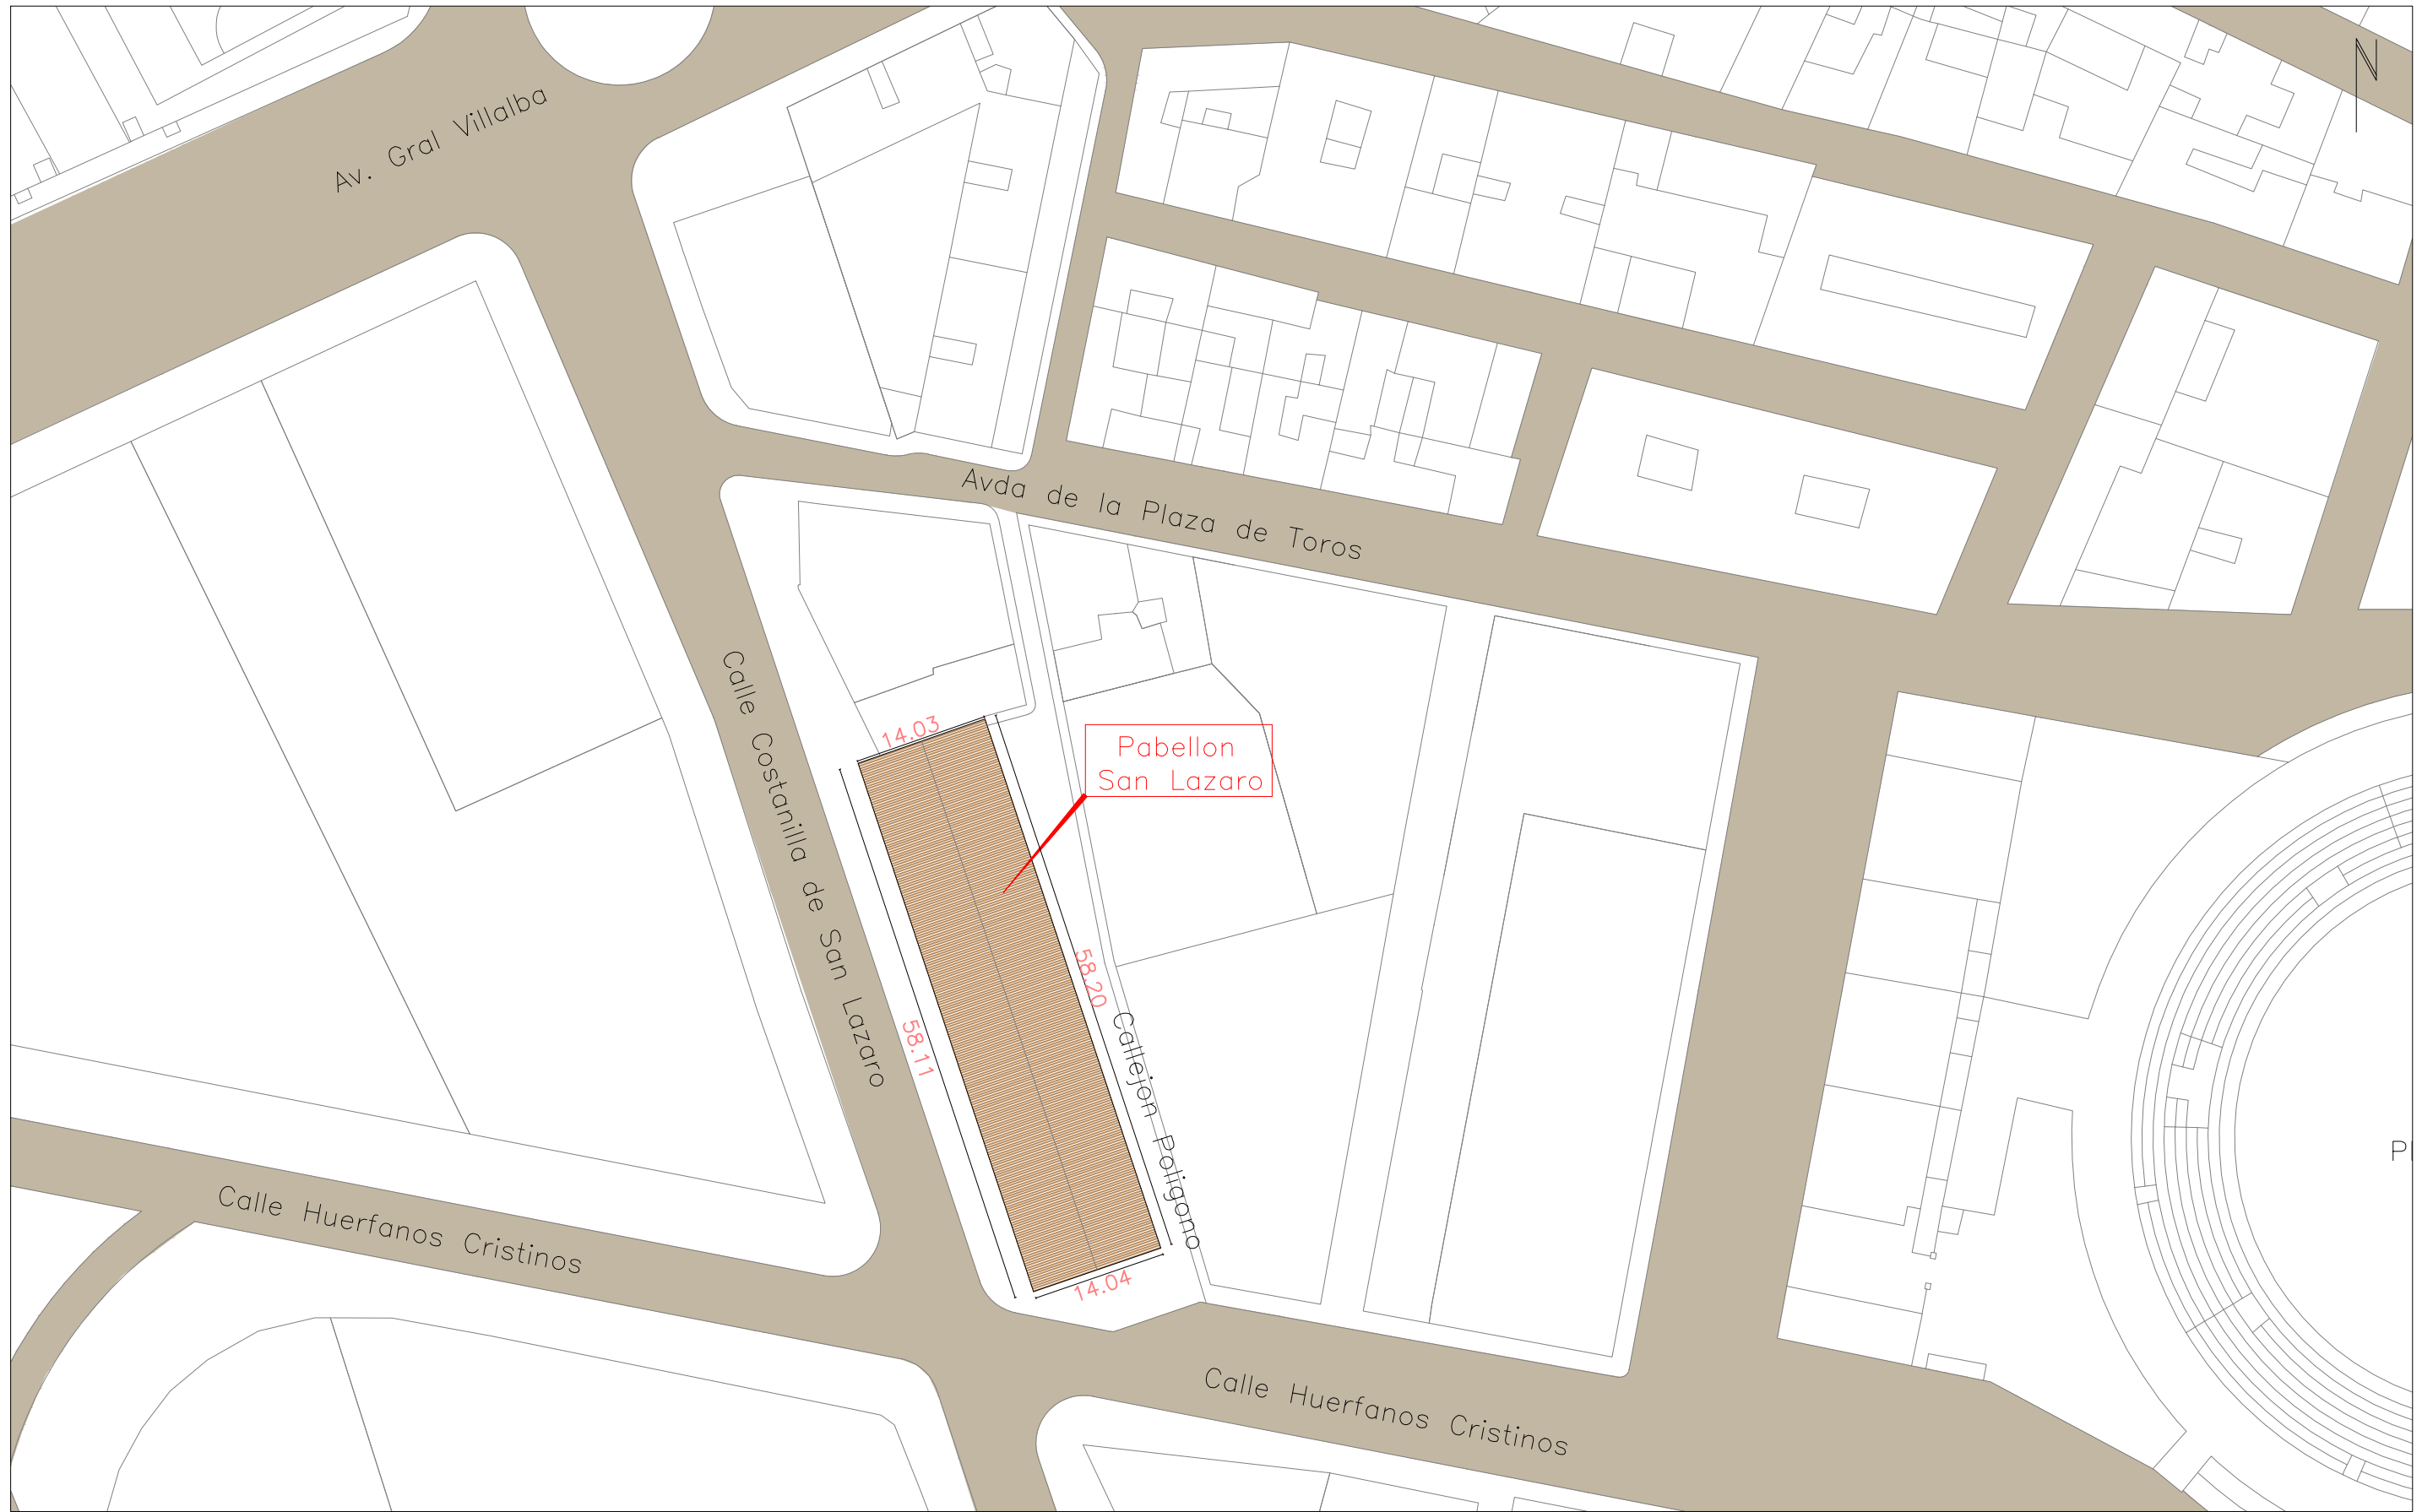 N
Av. Gral Villalba
Avda de la Plaza de Toros
Calle Costanilla de San Lazaro
14.03
Pabellon
San Lazaro
58.20
58.11
Callejon Poligono
14.04
Calle Huerfanos Cristinos
Calle Huerfanos Cristinos